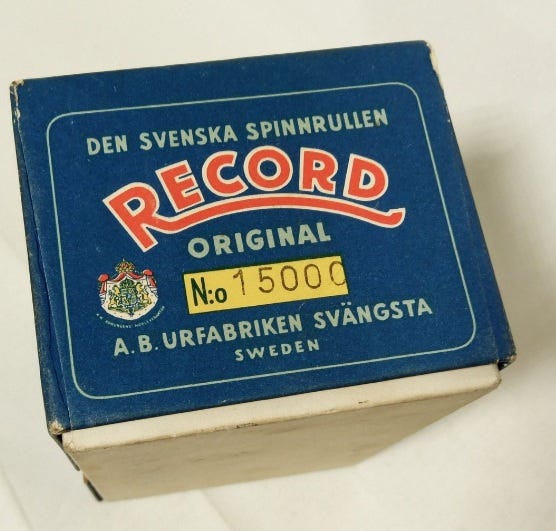 DEN SVENSKA SPINNRULLEN
RECORD
ORIGINAL
N:o 15000
A.B. URFABRIKEN SVÄNGSTA
SWEDEN